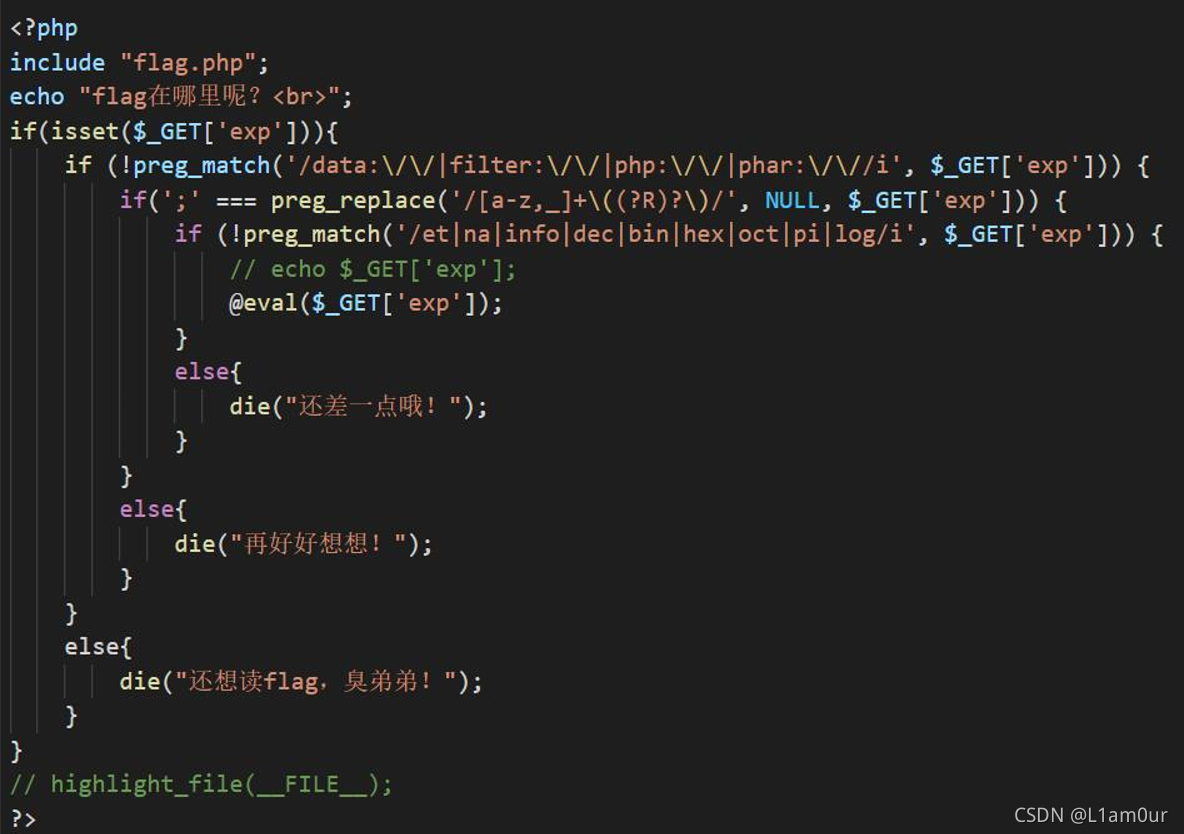 <?php
include "flag.php";
echo "flag在哪里呢？<br>";
if(isset($_GET['exp'])){
    if (!preg_match('/data:\/\/|filter:\/\/|php:\/\/|phar:\/\//i', $_GET['exp'])) {
        if(';' === preg_replace('/[a-z,_]+\((?R)?\)/', NULL, $_GET['exp'])) {
            if (!preg_match('/et|na|info|dec|bin|hex|oct|pi|log/i', $_GET['exp'])) {
                // echo $_GET['exp'];
                @eval($_GET['exp']);
            }
            else{
                die("还差一点哦！");
            }
        }
        else{
            die("再好好想想！");
        }
    }
    else{
        die("还想读flag，臭弟弟！");
    }
}
// highlight_file(__FILE__);
?>
CSDN @L1am0ur